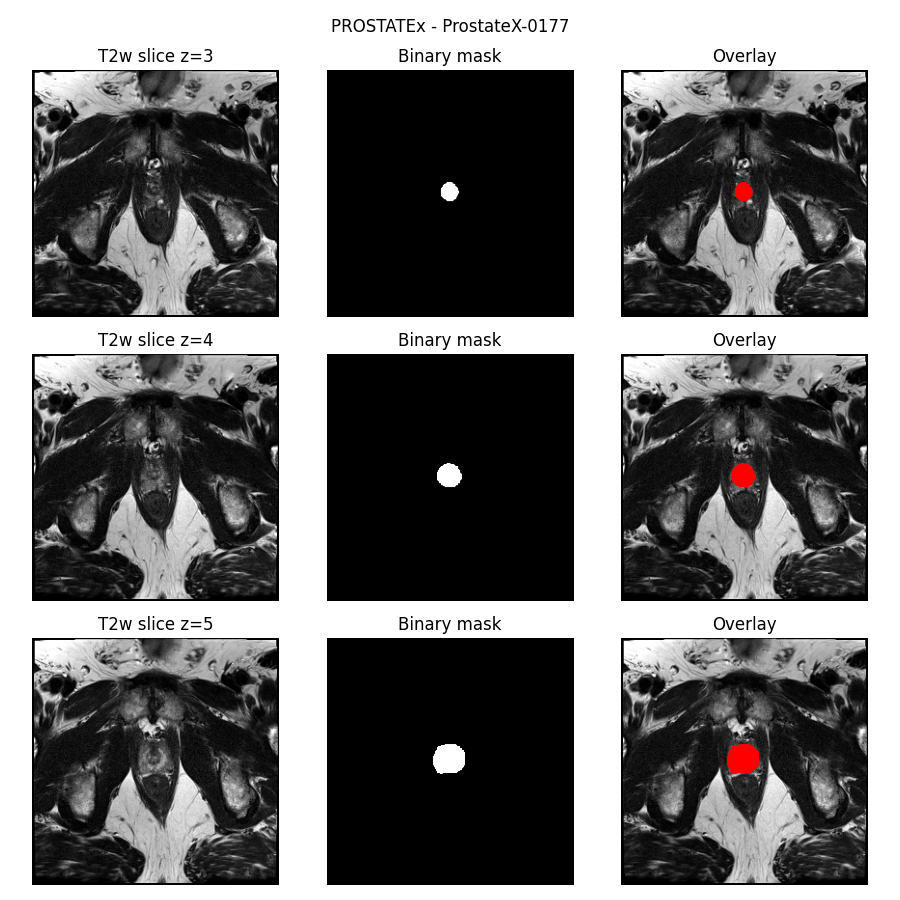 PROSTATEx - ProstateX-0177
T2w slice z=3
Binary mask
Overlay
T2w slice z=4
Binary mask
Overlay
T2w slice z=5
Binary mask
Overlay